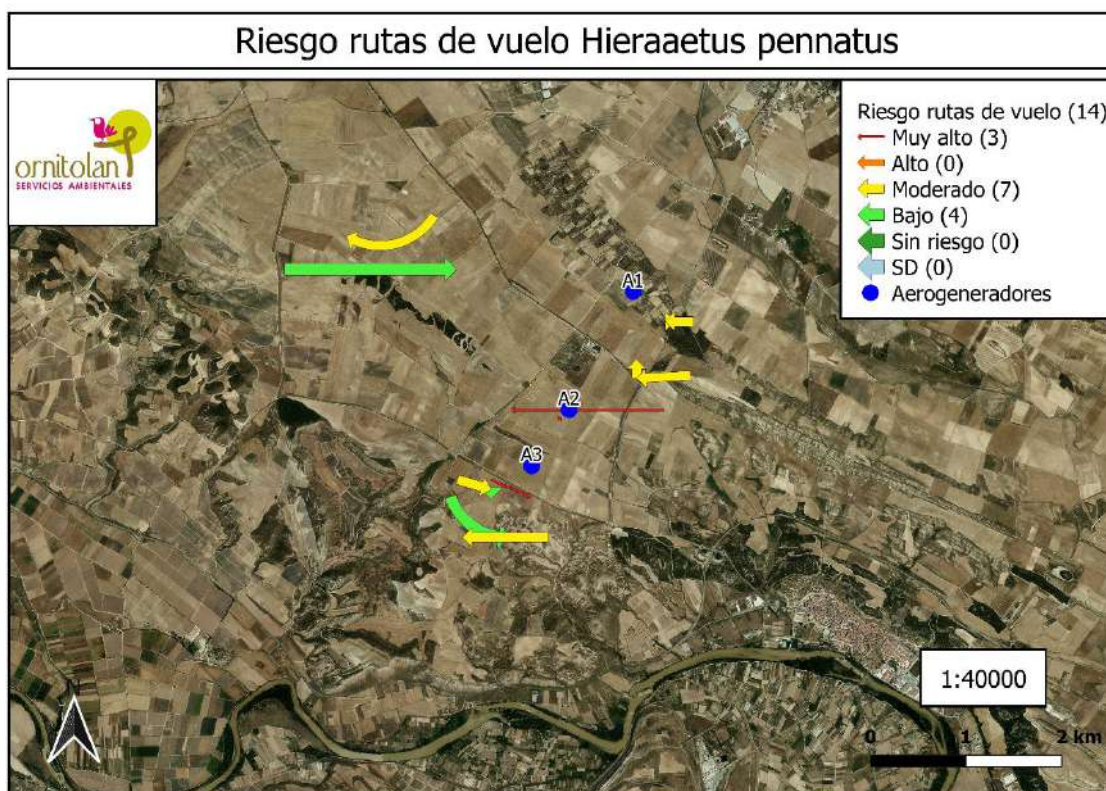 Riesgo rutas de vuelo Hieraaetus pennatus
ornitolan
SERVICIOS AMBIENTALES
Riesgo rutas de vuelo (14)
Muy alto (3)
Alto (0)
Moderado (7)
Bajo (4)
Sin riesgo (0)
SD (0)
Aerogeneradores
A1
A2
A3
1:40000
0 1 2 km